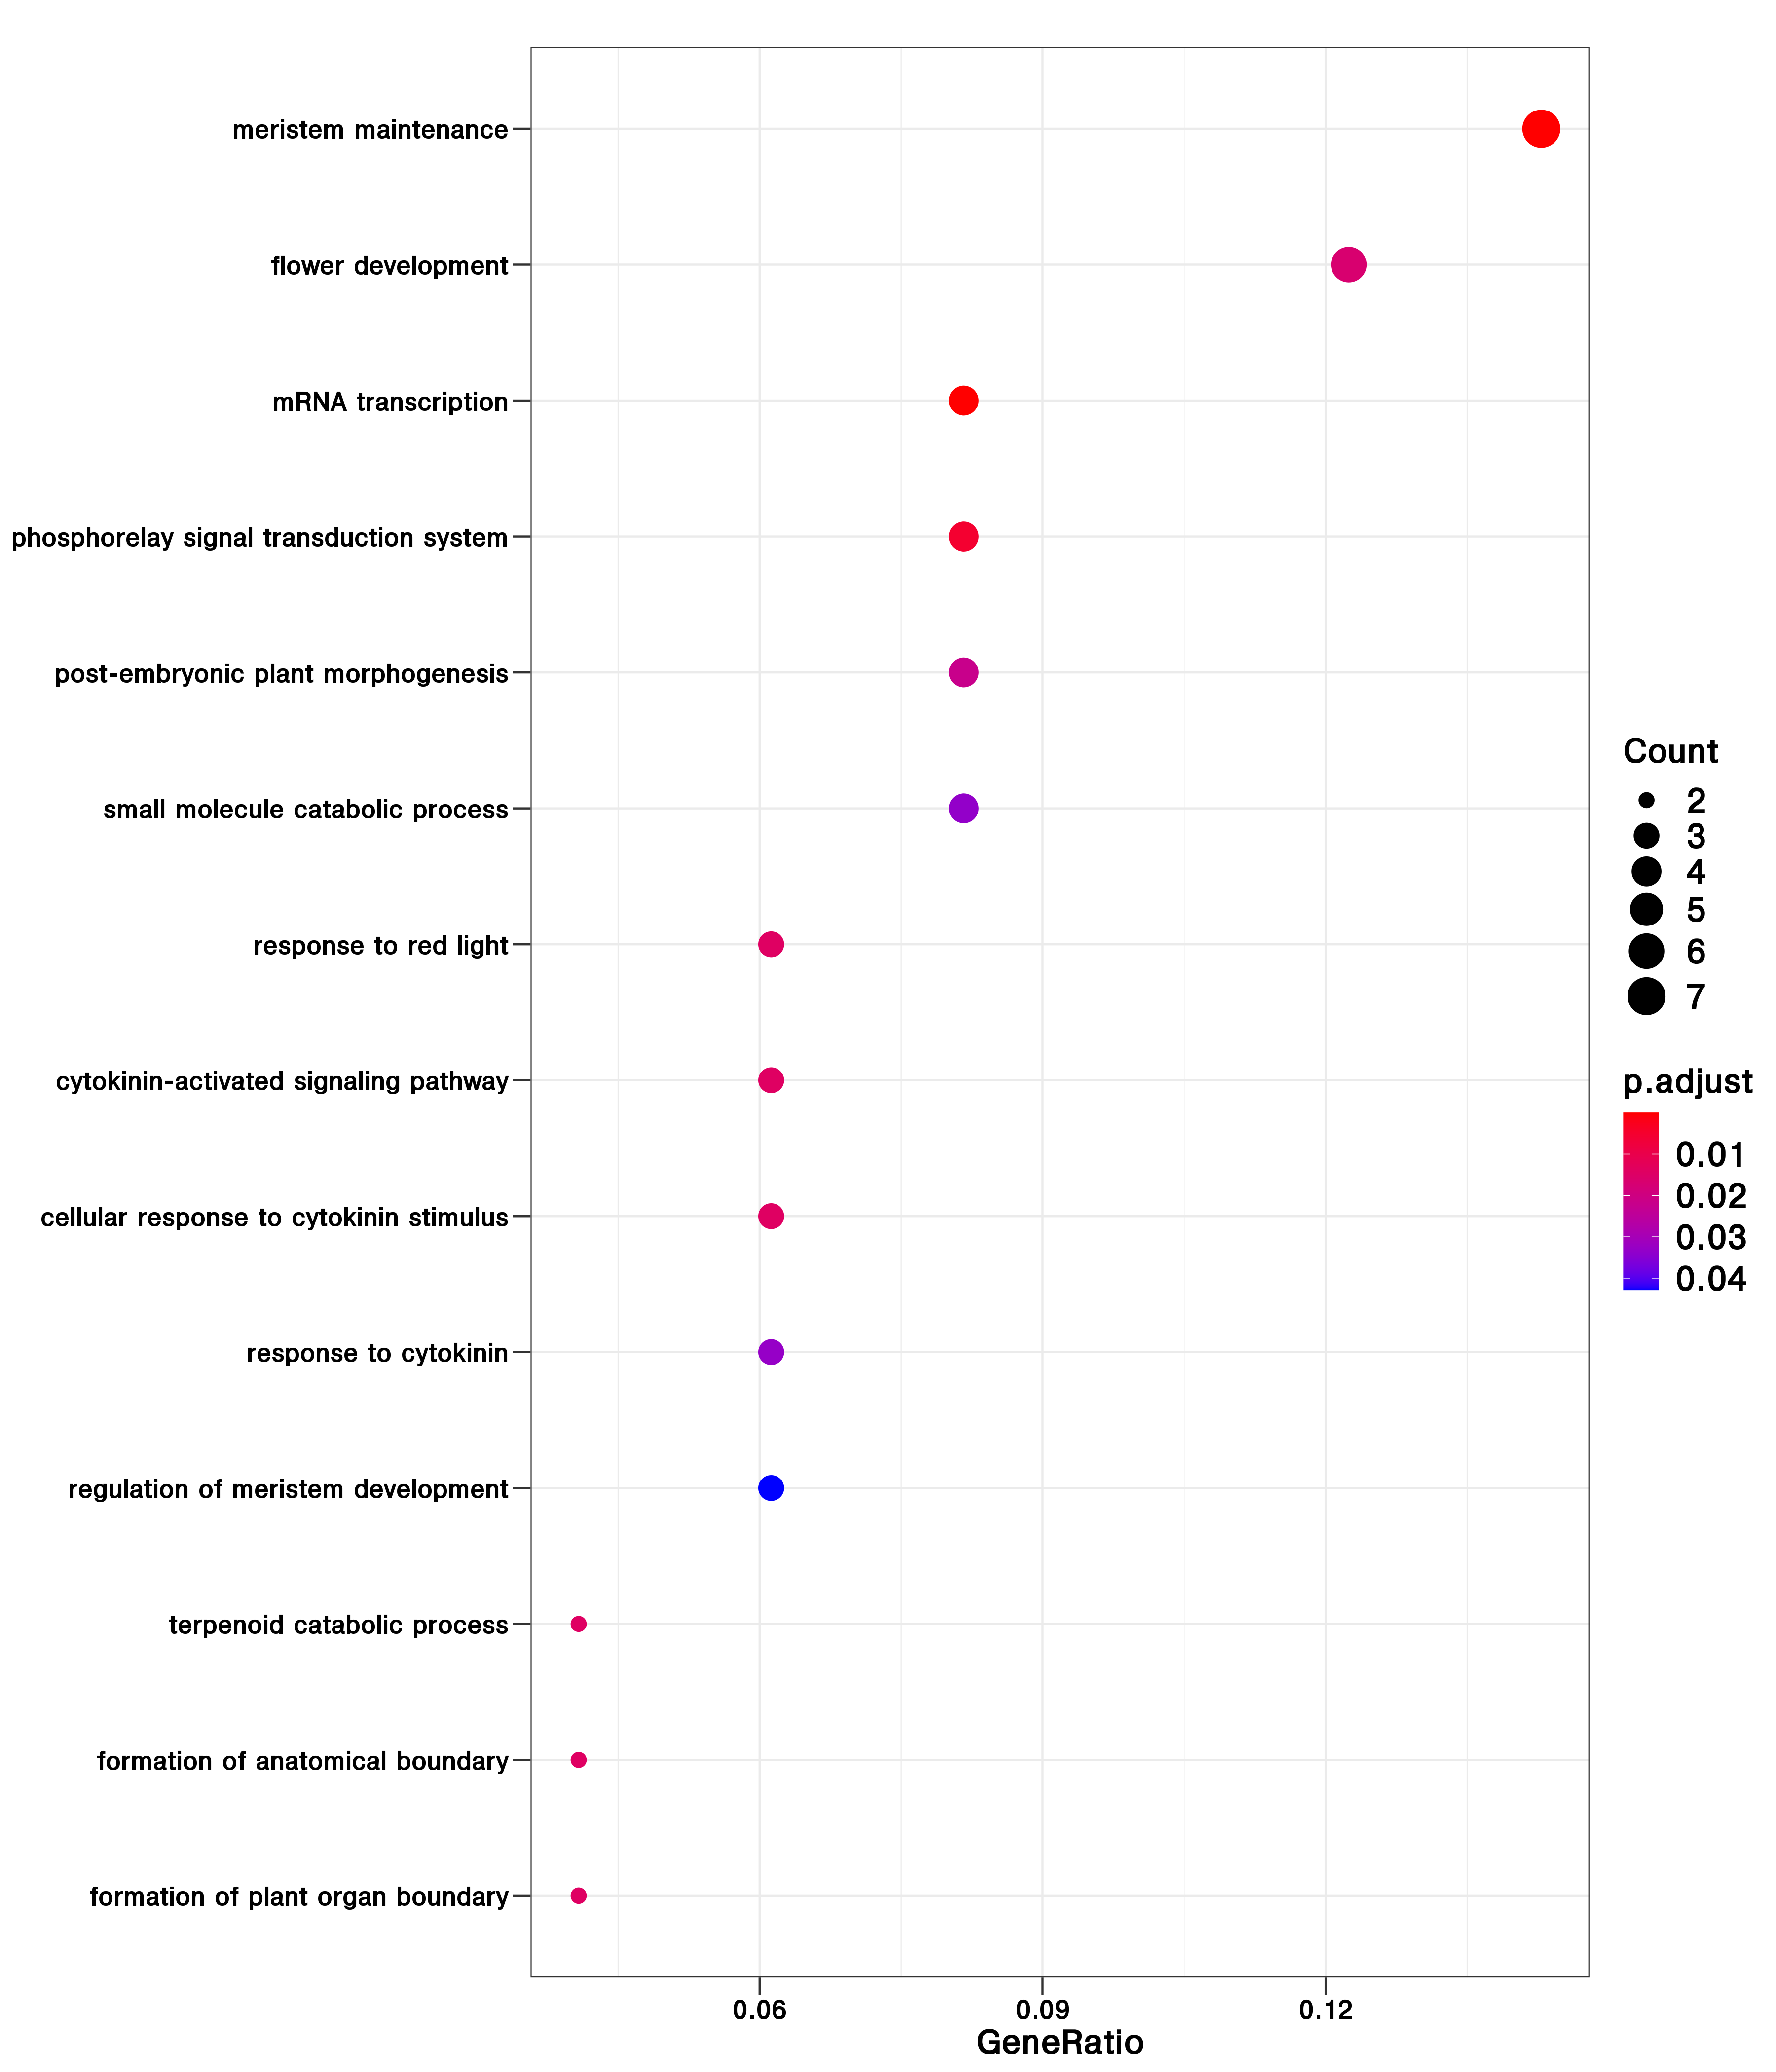 meristem maintenance
flower development
mRNA transcription
phosphorelay signal transduction system
post-embryonic plant morphogenesis
small molecule catabolic process
response to red light
cytokinin-activated signaling pathway
cellular response to cytokinin stimulus
response to cytokinin
regulation of meristem development
terpenoid catabolic process
formation of anatomical boundary
formation of plant organ boundary
0.06 0.09 0.12
GeneRatio
Count
2
3
4
5
6
7
p.adjust
0.01
0.02
0.03
0.04